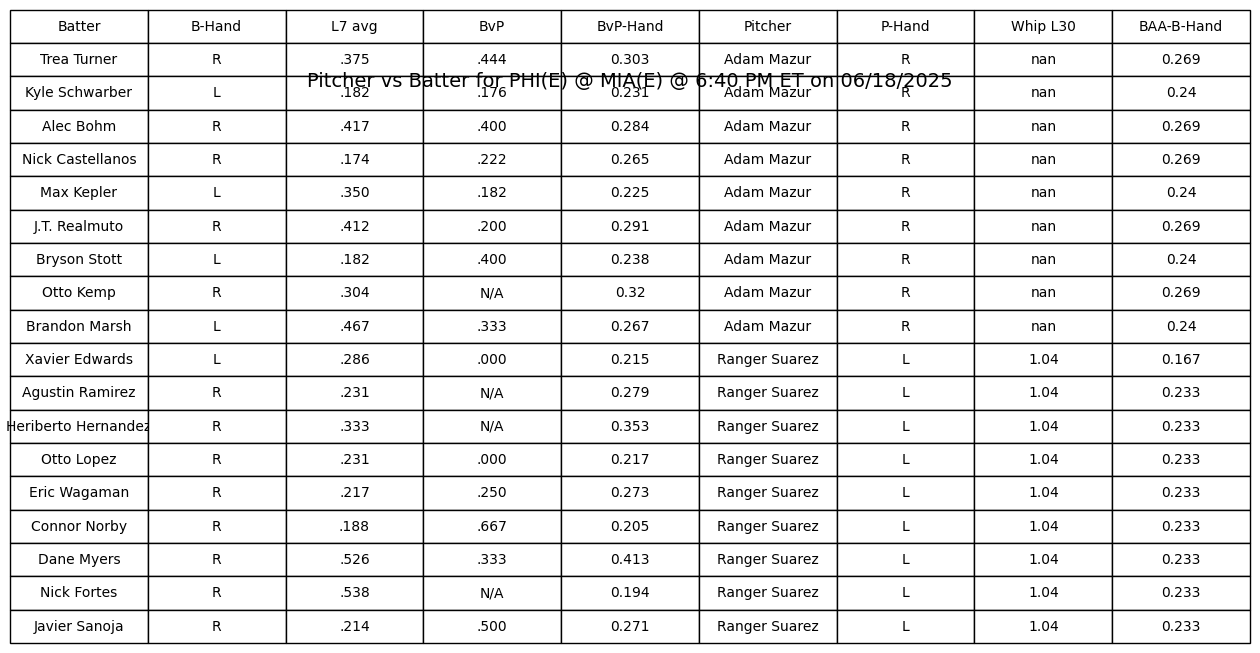 Batter B-Hand L7 avg BvP BvP-Hand Pitcher P-Hand Whip L30 BAA-B-Hand
Trea Turner R .375 .444 0.303 Adam Mazur R nan 0.269
Pitcher vs Batter for PHI(E) @ MIA(E) @ 6:40 PM ET on 06/18/2025
Kyle Schwarber L .182 .176 0.231 Adam Mazur R nan 0.24
Alec Bohm R .417 .400 0.284 Adam Mazur R nan 0.269
Nick Castellanos R .174 .222 0.265 Adam Mazur R nan 0.269
Max Kepler L .350 .182 0.225 Adam Mazur R nan 0.24
J.T. Realmuto R .412 .200 0.291 Adam Mazur R nan 0.269
Bryson Stott L .182 .400 0.238 Adam Mazur R nan 0.24
Otto Kemp R .304 N/A 0.32 Adam Mazur R nan 0.269
Brandon Marsh L .467 .333 0.267 Adam Mazur R nan 0.24
Xavier Edwards L .286 .000 0.215 Ranger Suarez L 1.04 0.167
Agustin Ramirez R .231 N/A 0.279 Ranger Suarez L 1.04 0.233
Heriberto Hernandez R .333 N/A 0.353 Ranger Suarez L 1.04 0.233
Otto Lopez R .231 .000 0.217 Ranger Suarez L 1.04 0.233
Eric Wagaman R .217 .250 0.273 Ranger Suarez L 1.04 0.233
Connor Norby R .188 .667 0.205 Ranger Suarez L 1.04 0.233
Dane Myers R .526 .333 0.413 Ranger Suarez L 1.04 0.233
Nick Fortes R .538 N/A 0.194 Ranger Suarez L 1.04 0.233
Javier Sanoja R .214 .500 0.271 Ranger Suarez L 1.04 0.233